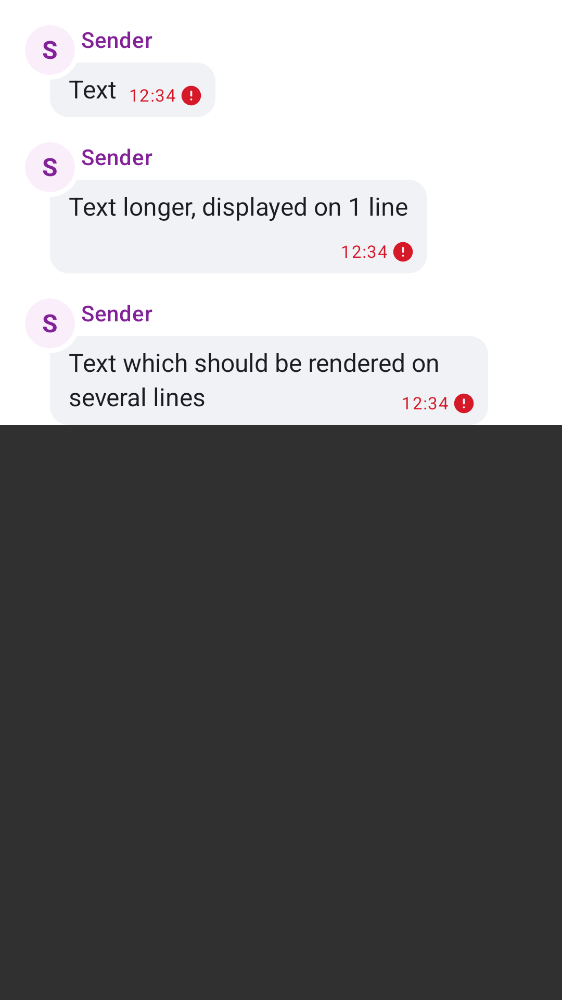 S Sender
Text 12:34
S Sender
Text longer, displayed on 1 line
12:34
S Sender
Text which should be rendered on
several lines 12:34